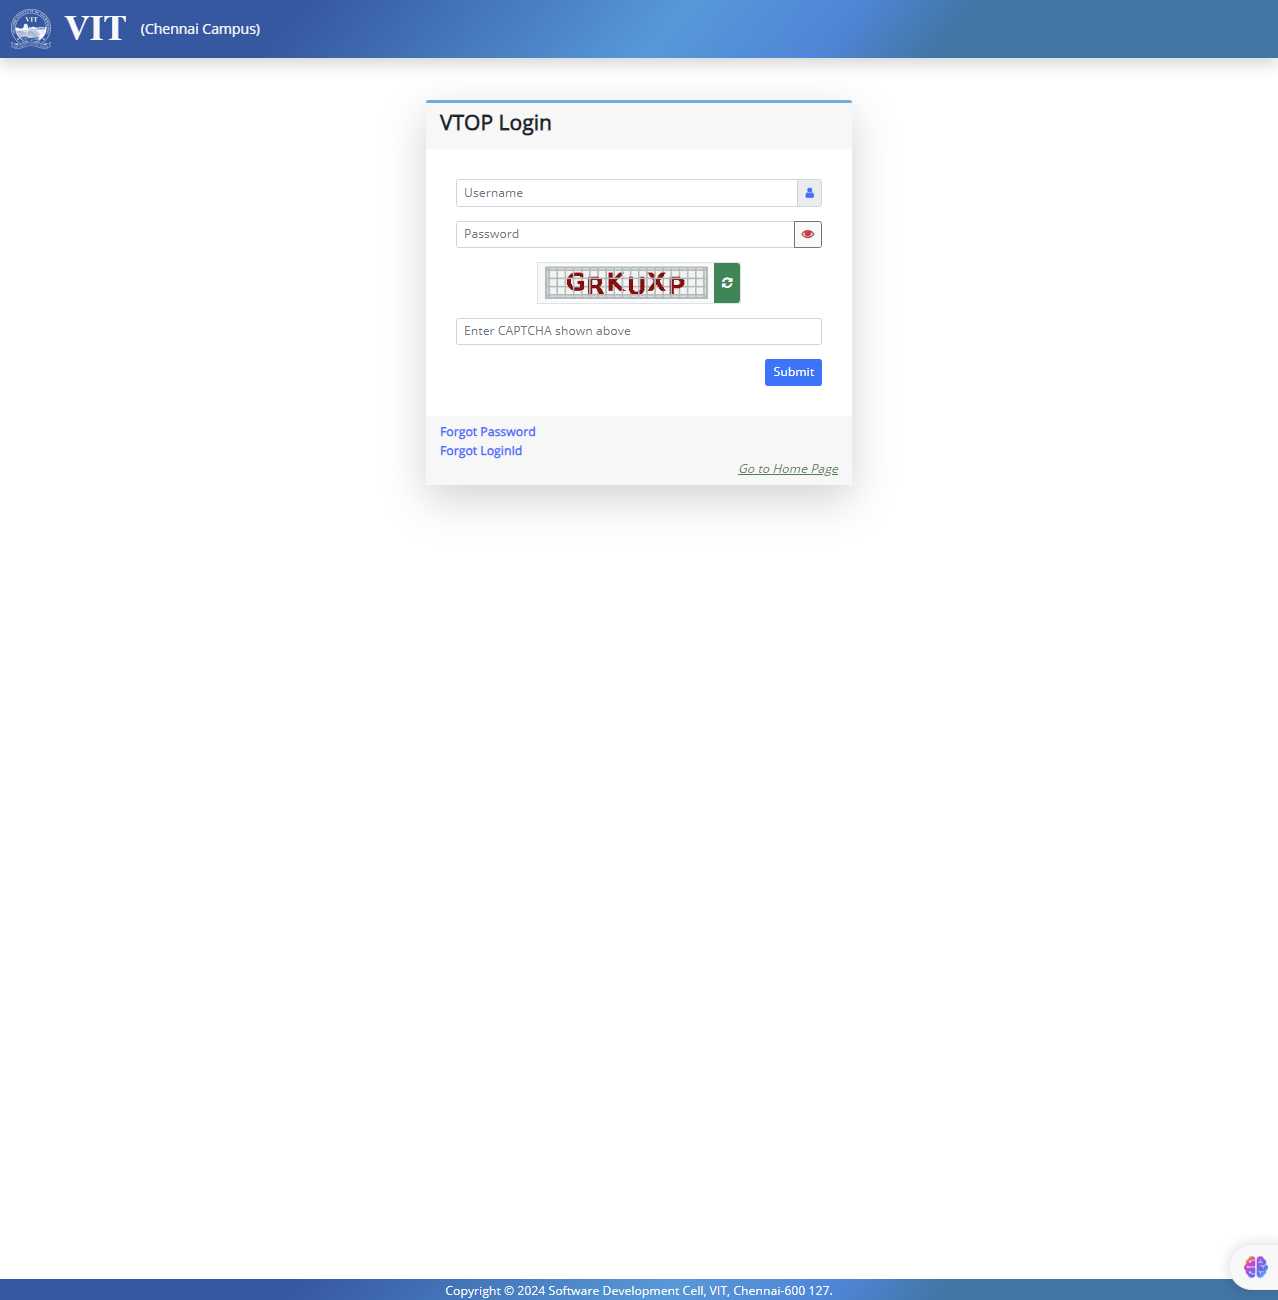 VIT (Chennai Campus)
VTOP Login
Username
Password
GRKUXP
Enter CAPTCHA shown above
Submit
Forgot Password
Forgot LoginId
Go to Home Page
Copyright © 2024 Software Development Cell, VIT, Chennai-600 127.